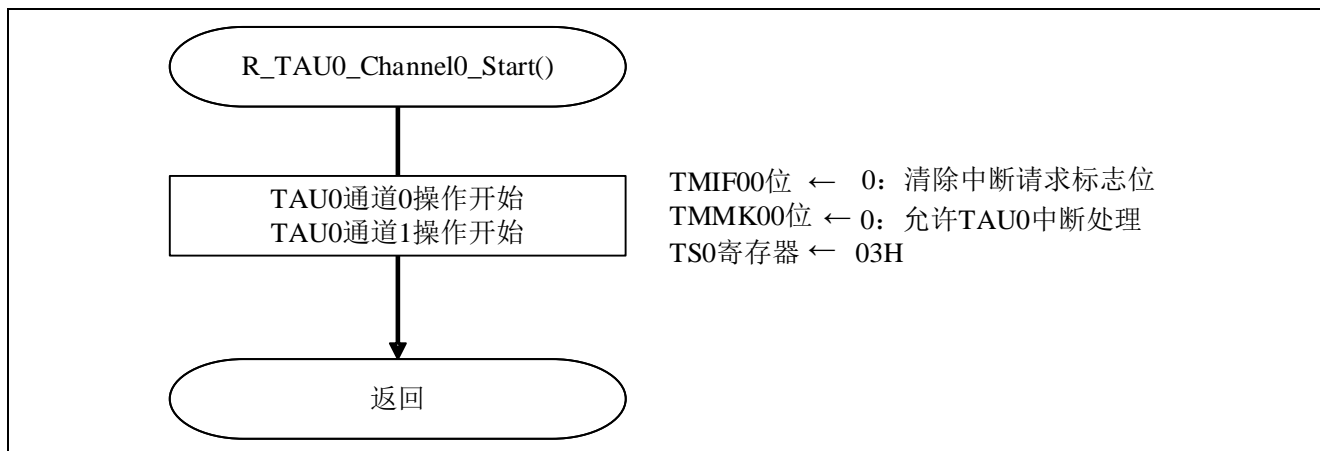 R_TAU0_Channel0_Start()
TAU0通道0操作开始
TAU0通道1操作开始
TMIF00位 ← 0：清除中断请求标志位
TMMK00位 ← 0：允许TAU0中断处理
TS0寄存器 ← 03H
返回